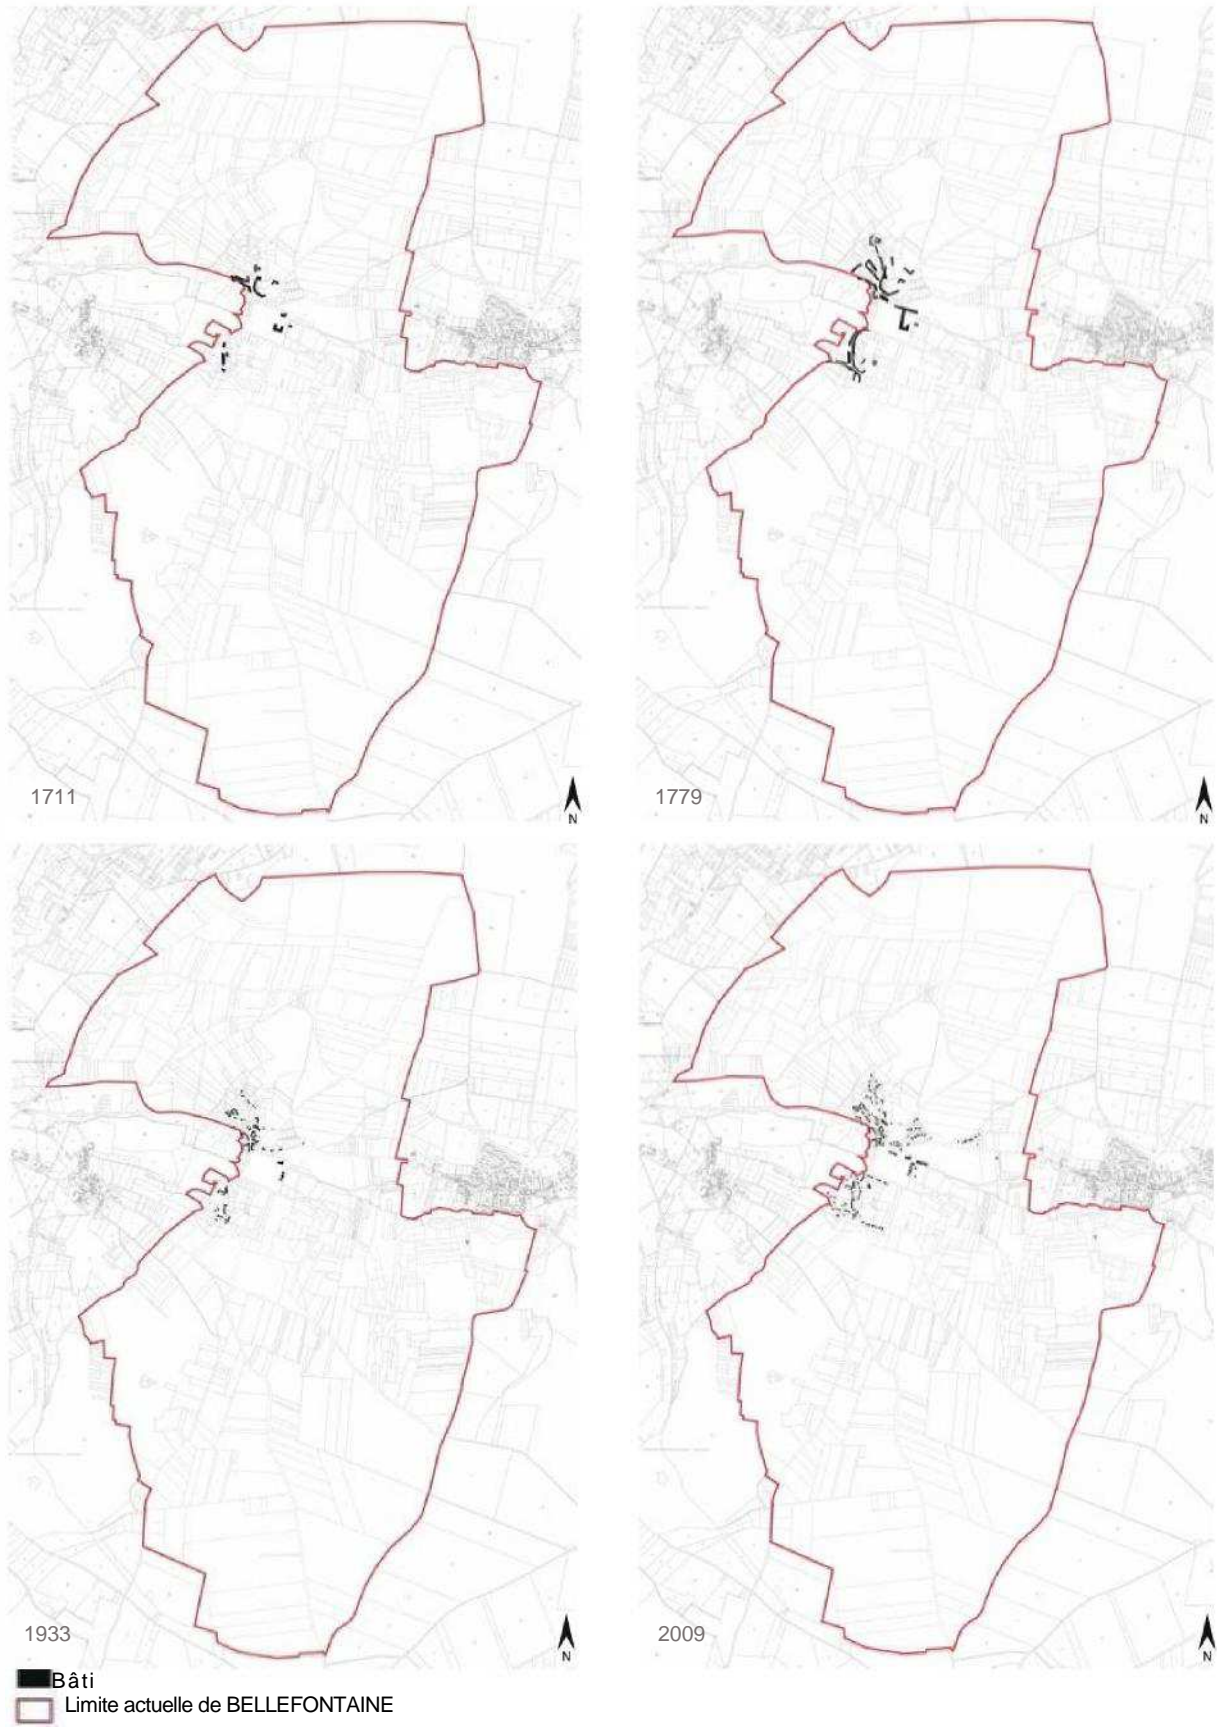 1711
N
1779
N
1933
N
2009
N
Bâti
Limite actuelle de BELLEFONTAINE